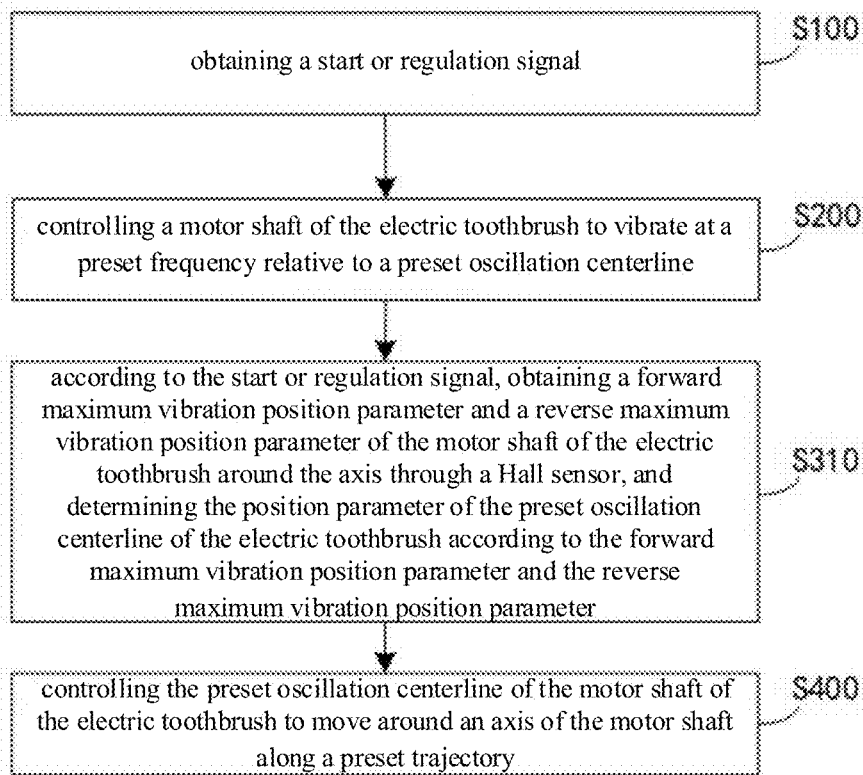 S100
obtaining a start or regulation signal
S200
controlling a motor shaft of the electric toothbrush to vibrate at a
preset frequency relative to a preset oscillation centerline
according to the start or regulation signal, obtaining a forward
maximum vibration position parameter and a reverse maximum
vibration position parameter of the motor shaft of the electric
toothbrush around the axis through a Hall sensor, and
determining the position parameter of the preset oscillation
centerline of the electric toothbrush according to the forward
maximum vibration position parameter and the reverse
maximum vibration position parameter
S310
controlling the preset oscillation centerline of the motor shaft of
the electric toothbrush to move around an axis of the motor shaft
along a preset trajectory
S400